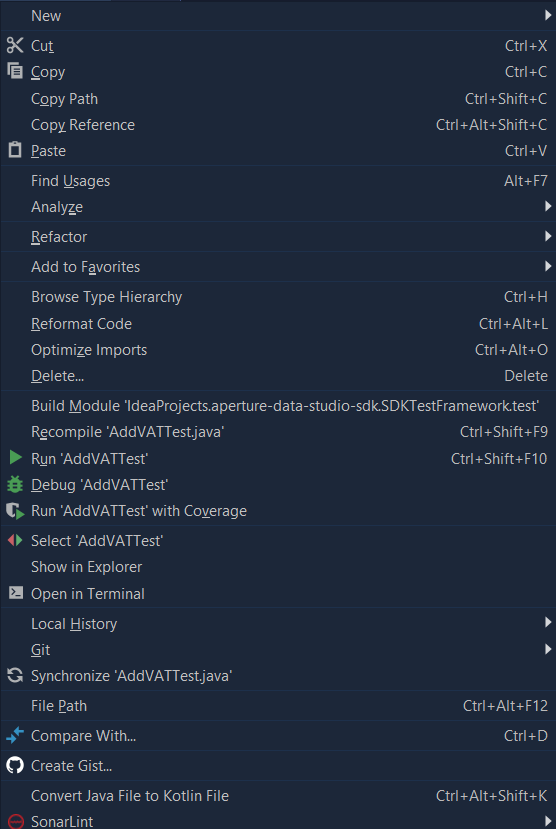 New
Cut Ctrl+X
Copy Ctrl+C
Copy Path Ctrl+Shift+C
Copy Reference Ctrl+Alt+Shift+C
Paste Ctrl+V
Find Usages Alt+F7
Analyze
Refactor
Add to Favorites
Browse Type Hierarchy Ctrl+H
Reformat Code Ctrl+Alt+L
Optimize Imports Ctrl+Alt+O
Delete... Delete
Build Module 'IdeaProjects.aperture-data-studio-sdk.SDKTestFramework.test'
Recompile 'AddVATTest.java' Ctrl+Shift+F9
Run 'AddVATTest' Ctrl+Shift+F10
Debug 'AddVATTest'
Run 'AddVATTest' with Coverage
Select 'AddVATTest'
Show in Explorer
Open in Terminal
Local History
Git
Synchronize 'AddVATTest.java'
File Path Ctrl+Alt+F12
Compare With... Ctrl+D
Create Gist...
Convert Java File to Kotlin File Ctrl+Alt+Shift+K
SonarLint